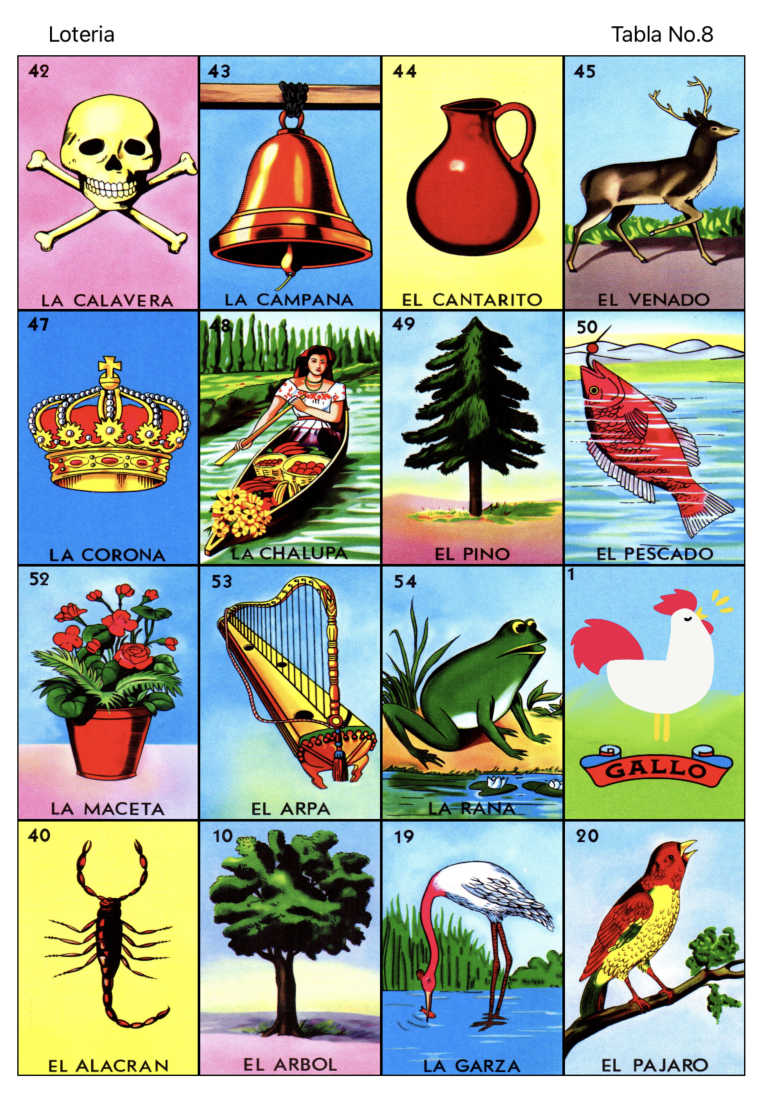 Loteria Tabla No.8
42 43 44 45
LA CALAVERA LA CAMPANA EL CANTARITO EL VENADO
47 48 49 50
LA CORONA LA CHALUPA EL PINO EL PESCADO
52 53 54 1
GALLO
LA MACETA EL ARPA LA RANA
40 10 19 20
EL ALACRAN EL ARBOL LA GARZA EL PAJARO